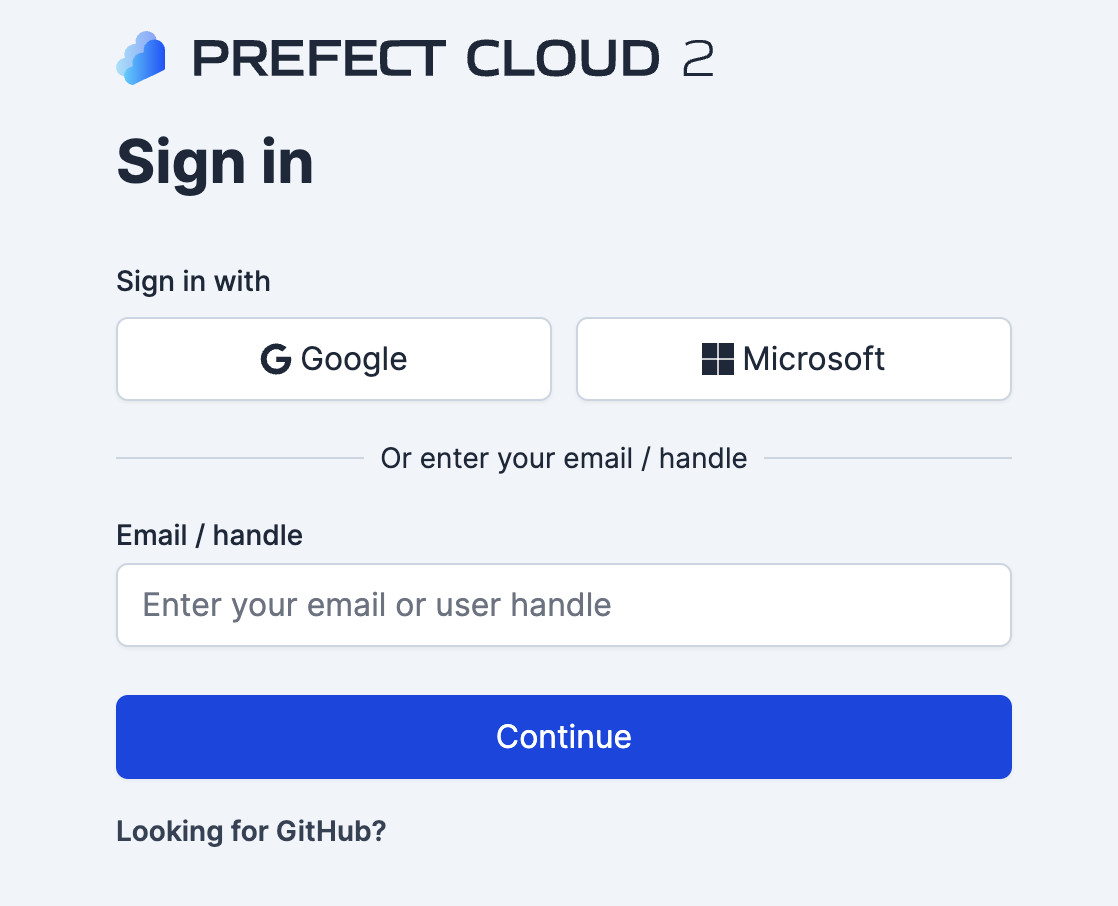 PREFECT CLOUD 2
Sign in
Sign in with
Google
Microsoft
Or enter your email / handle
Email / handle
Enter your email or user handle
Continue
Looking for GitHub?